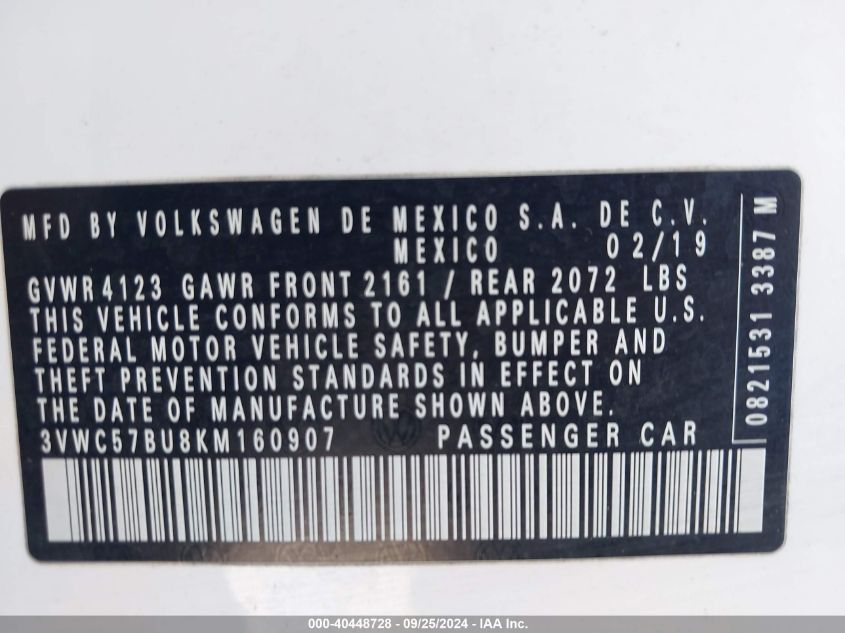 MFD BY VOLKSWAGEN DE MEXICO S.A. DE C.V.
MEXICO 02/19
GVWR 4123 GAWR FRONT 2161 / REAR 2072 LBS
THIS VEHICLE CONFORMS TO ALL APPLICABLE U.S.
FEDERAL MOTOR VEHICLE SAFETY, BUMPER AND
THEFT PREVENTION STANDARDS IN EFFECT ON
THE DATE OF MANUFACTURE SHOWN ABOVE.
3VWC57BU8KM160907 PASSENGER CAR
0821531 3387 M
000-40448728 - 09/25/2024 - IAA Inc.